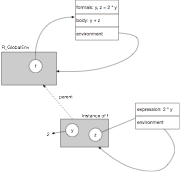 formals: y, z = 2 * y
body: y + z
environment
R_GlobalEnv
f
parent
Instance of f
expression: 2 * y
environment
y
z
2